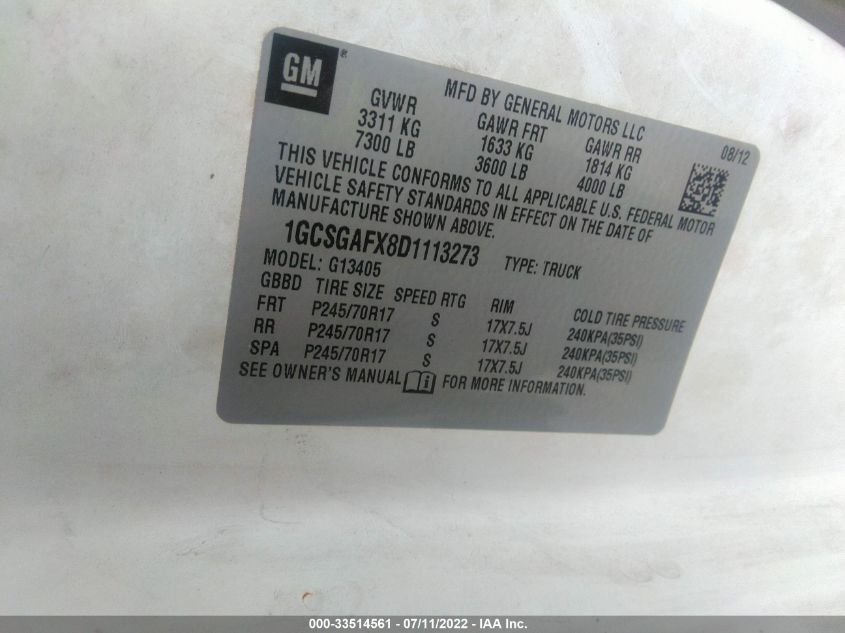 GM ®
MFD BY GENERAL MOTORS LLC 08/12
GVWR GAWR FRT GAWR RR
3311 KG 1633 KG 1814 KG
7300 LB 3600 LB 4000 LB
THIS VEHICLE CONFORMS TO ALL APPLICABLE U.S. FEDERAL MOTOR
VEHICLE SAFETY STANDARDS IN EFFECT ON THE DATE OF
MANUFACTURE SHOWN ABOVE.
1GCSGAFX8D1113273 TYPE: TRUCK
MODEL: G13405
GBBD TIRE SIZE SPEED RTG RIM COLD TIRE PRESSURE
FRT P245/70R17 S 17X7.5J 240KPA(35PSI)
RR P245/70R17 S 17X7.5J 240KPA(35PSI)
SPA P245/70R17 S 17X7.5J 240KPA(35PSI)
SEE OWNER'S MANUAL FOR MORE INFORMATION.
000-33514561 - 07/11/2022 - IAA Inc.